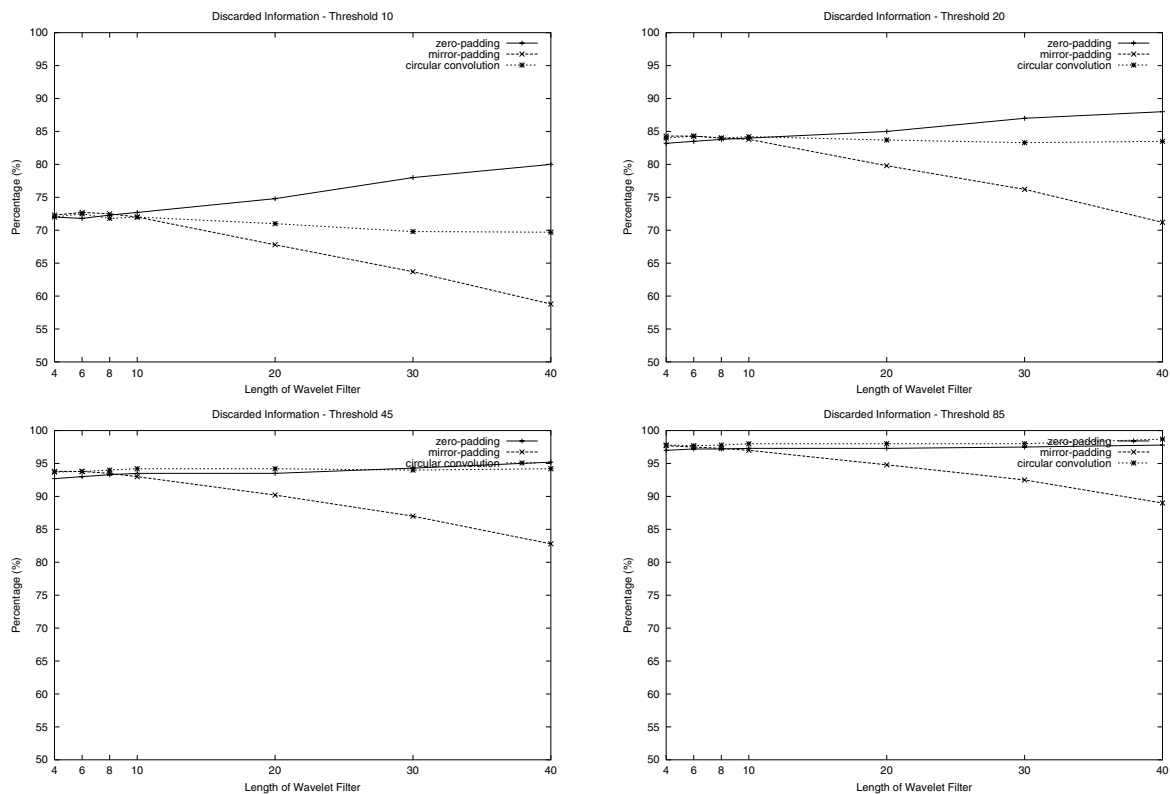 Discarded Information - Threshold 10
100
95
90
85
80
75
70
65
60
55
50
Percentage (%)
zero-padding
mirror-padding
circular convolution
4 6 8 10 20 30 40
Length of Wavelet Filter
Discarded Information - Threshold 20
100
95
90
85
80
75
70
65
60
55
50
Percentage (%)
zero-padding
mirror-padding
circular convolution
4 6 8 10 20 30 40
Length of Wavelet Filter
Discarded Information - Threshold 45
100
95
90
85
80
75
70
65
60
55
50
Percentage (%)
zero-padding
mirror-padding
circular convolution
4 6 8 10 20 30 40
Length of Wavelet Filter
Discarded Information - Threshold 85
100
95
90
85
80
75
70
65
60
55
50
Percentage (%)
zero-padding
mirror-padding
circular convolution
4 6 8 10 20 30 40
Length of Wavelet Filter